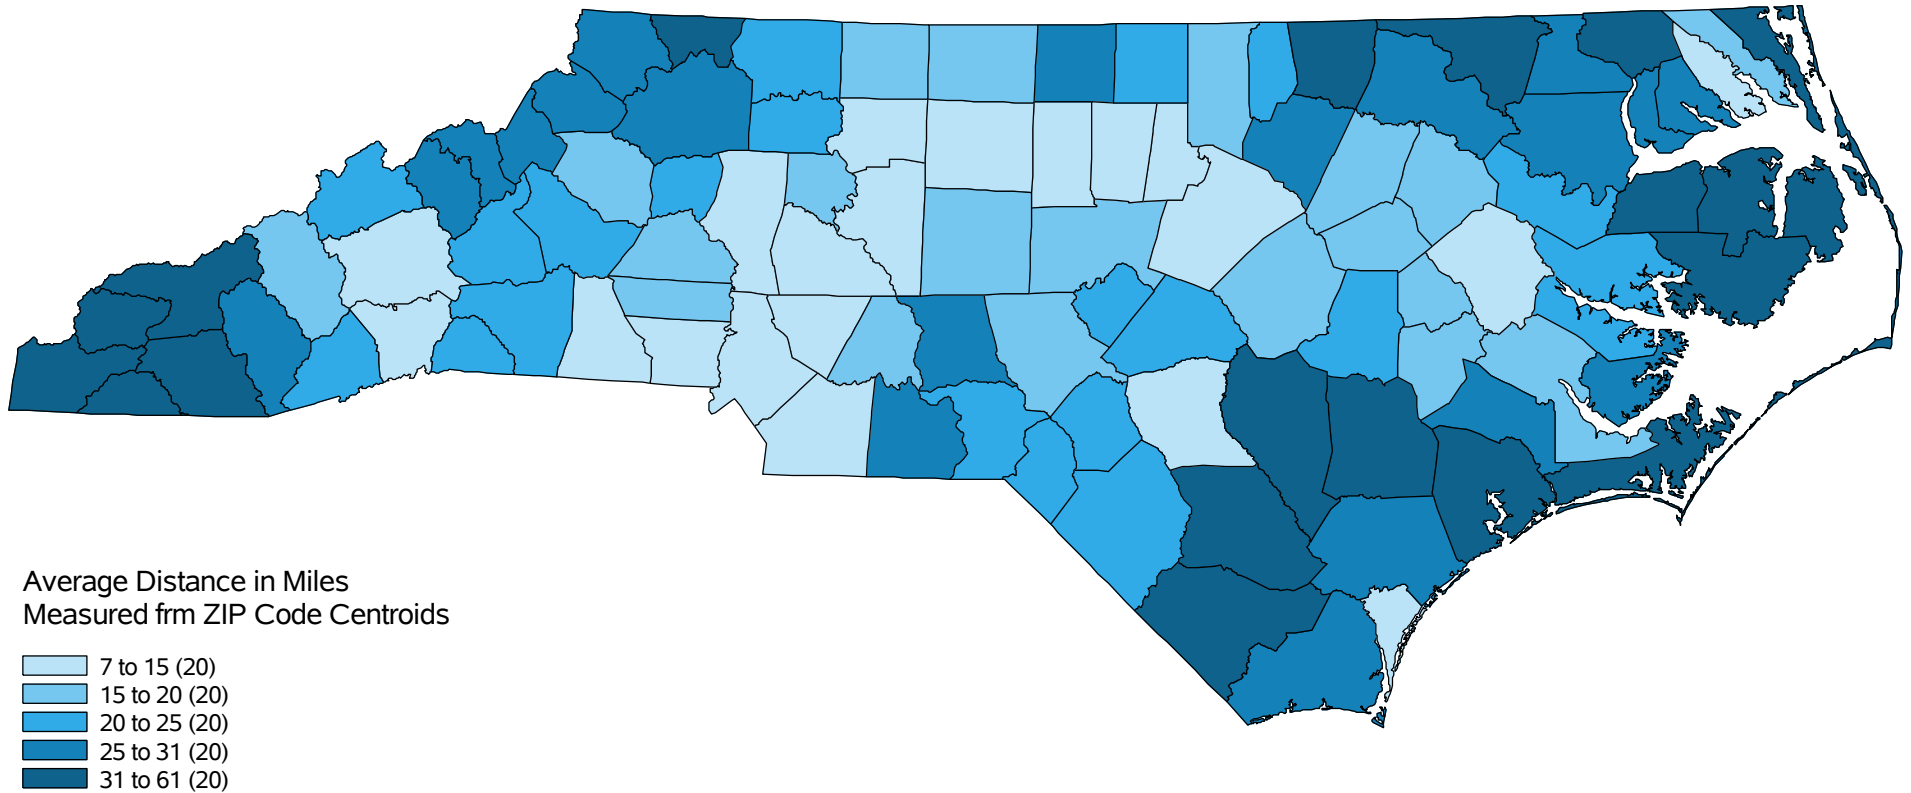 Average Distance in Miles
Measured frm ZIP Code Centroids
7 to 15 (20)
15 to 20 (20)
20 to 25 (20)
25 to 31 (20)
31 to 61 (20)